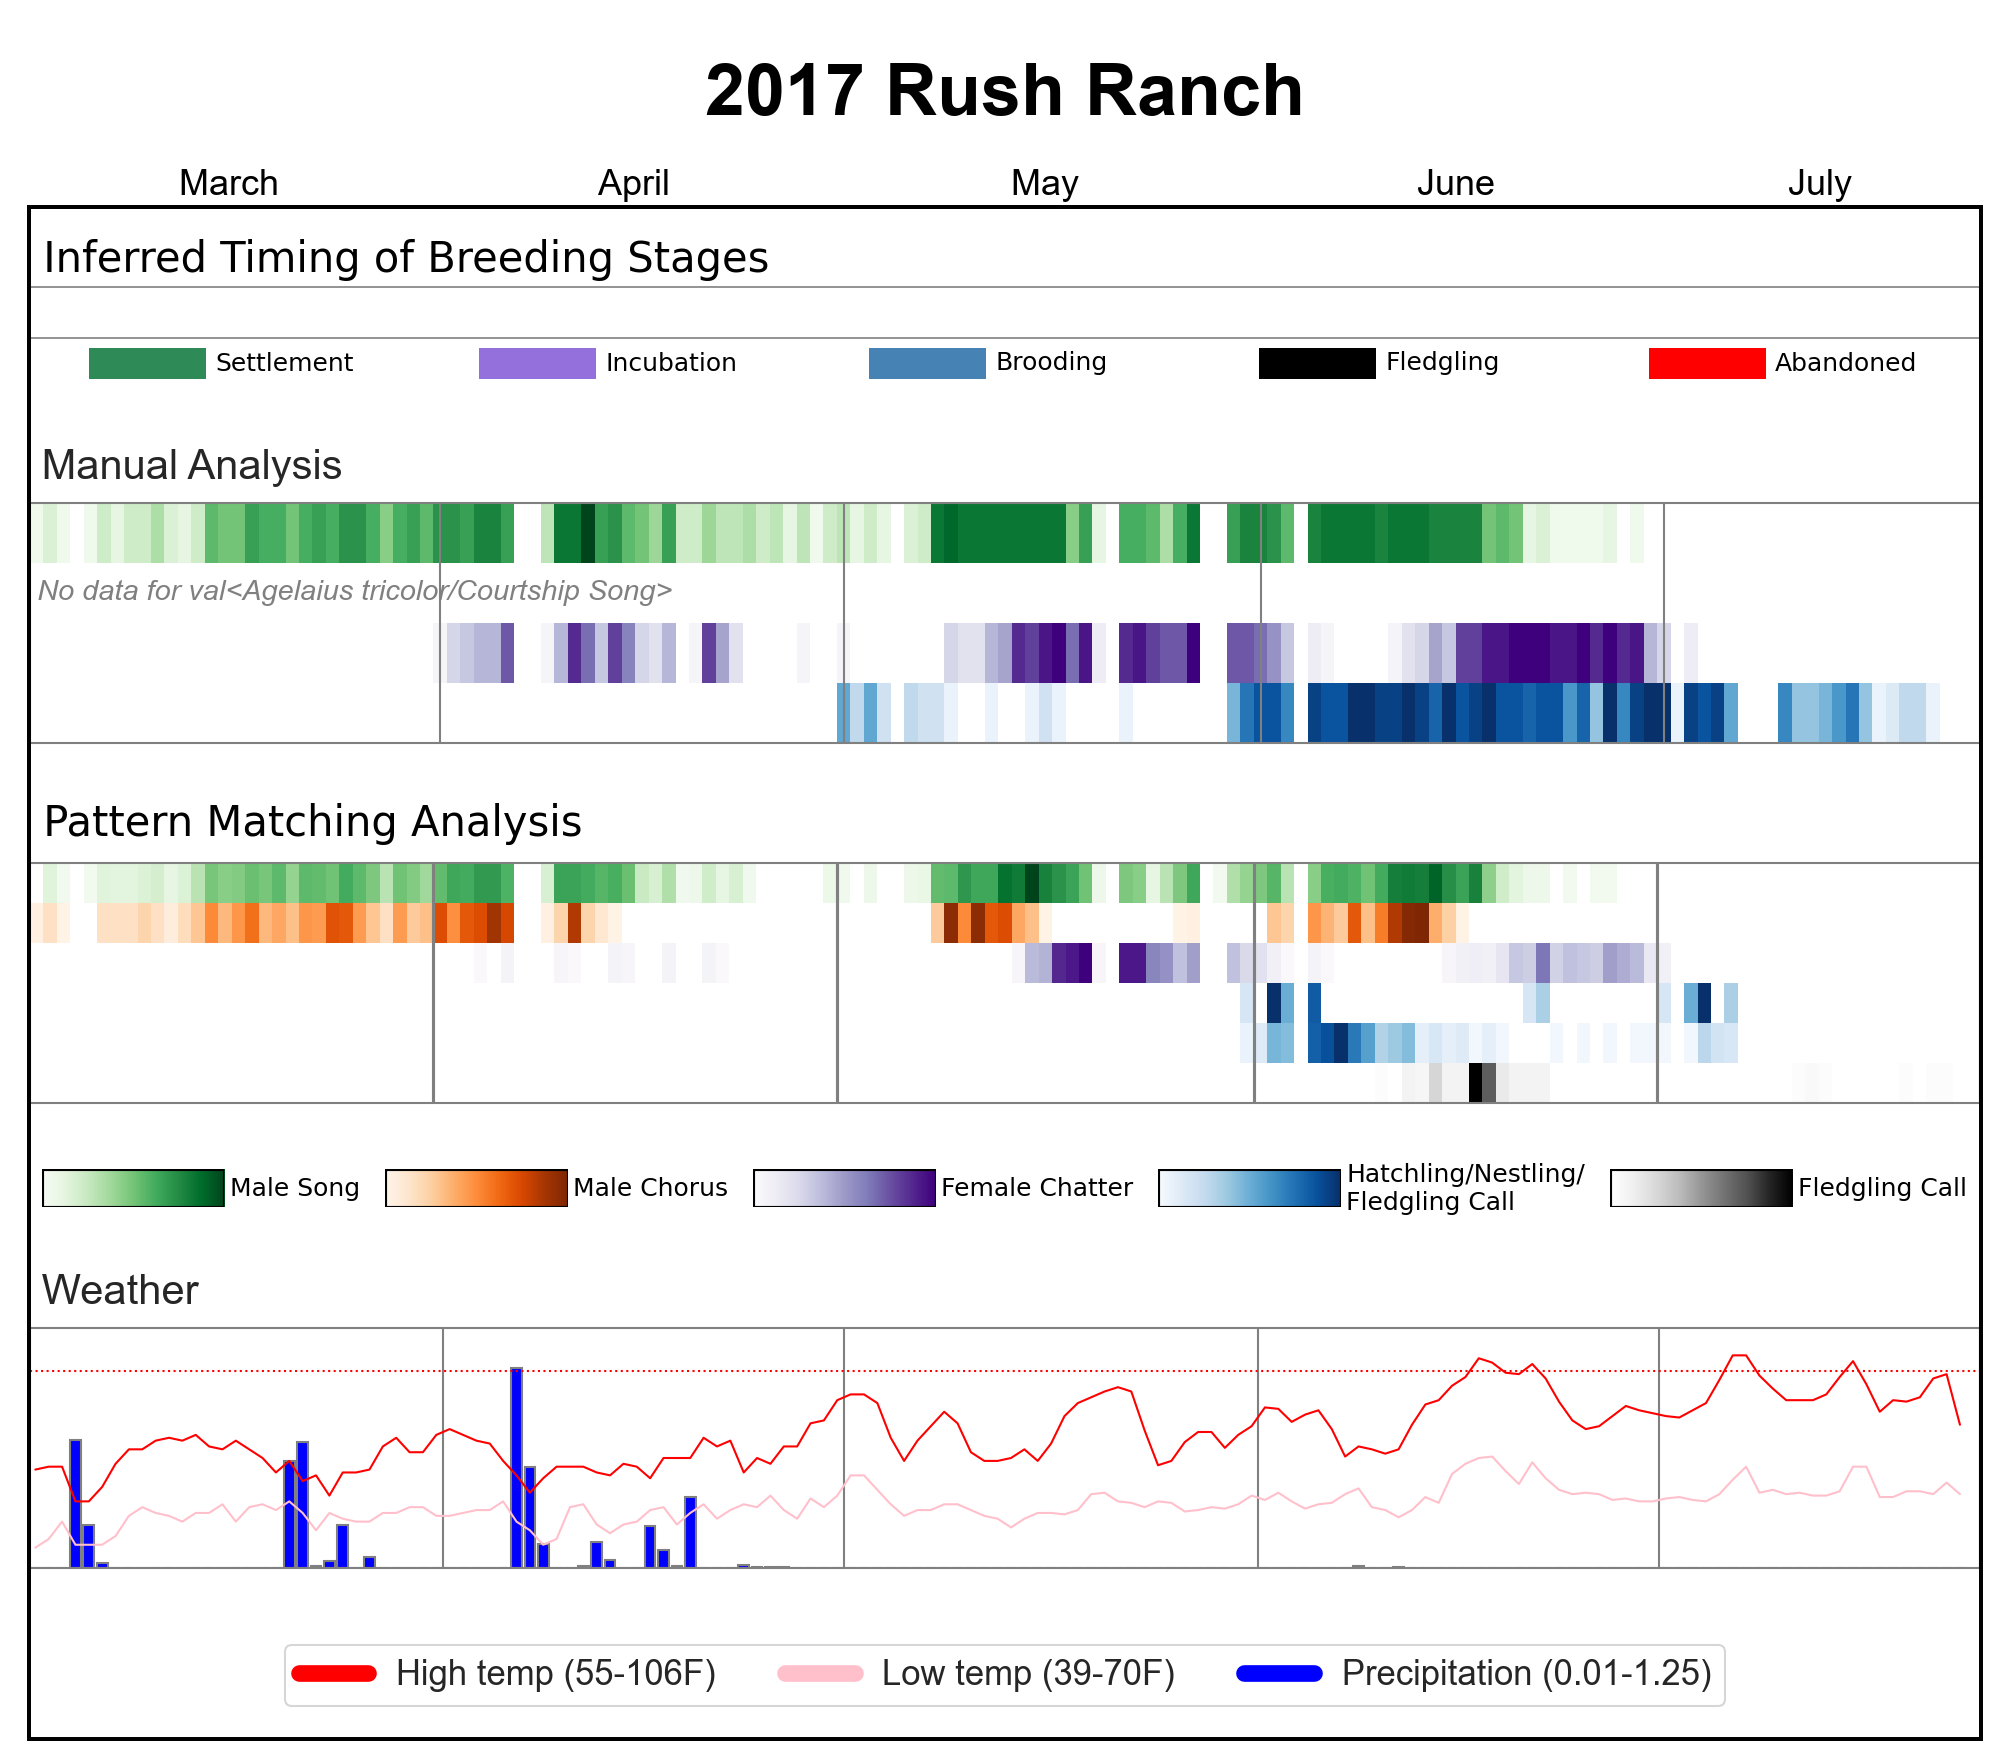 2017 Rush Ranch
March April May June July
Inferred Timing of Breeding Stages
Settlement Incubation Brooding Fledgling Abandoned
Manual Analysis
No data for val<Agelaius tricolor/Courtship Song>
Pattern Matching Analysis
Male Song Male Chorus Female Chatter Hatchling/Nestling/
Fledgling Call Fledgling Call
Weather
High temp (55-106F) Low temp (39-70F) Precipitation (0.01-1.25)